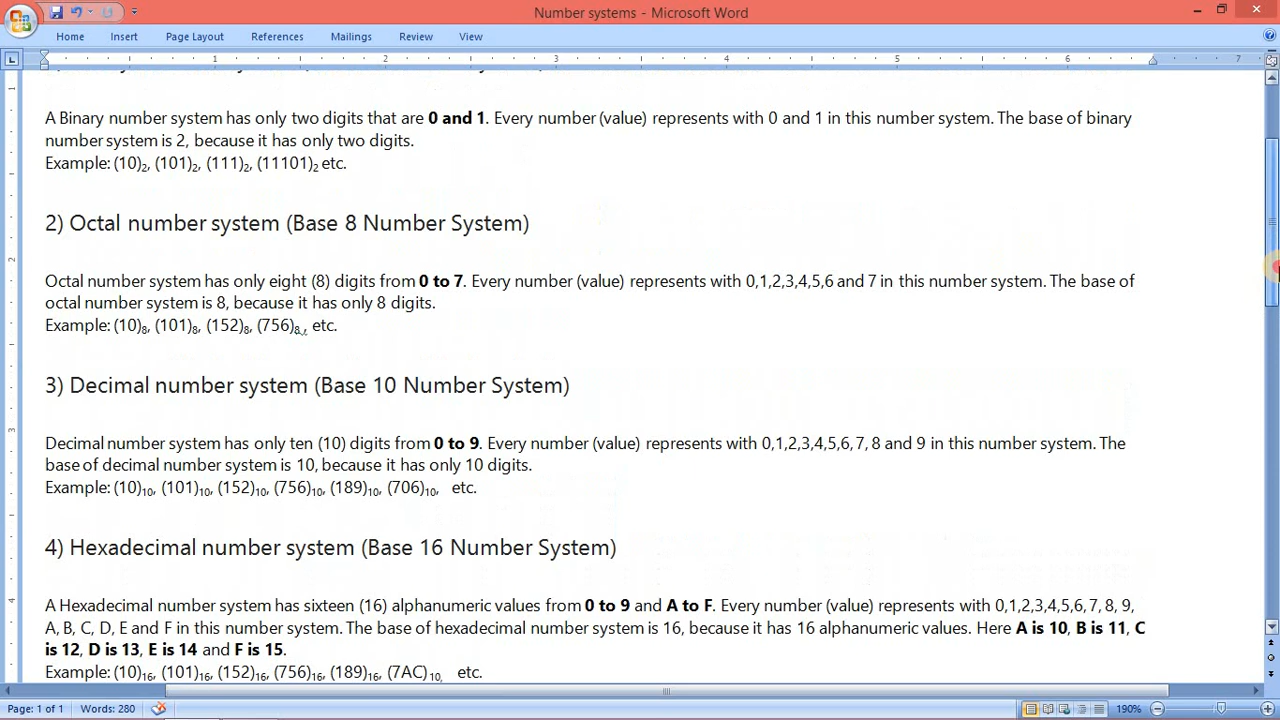 Number systems - Microsoft Word
Home Insert Page Layout References Mailings Review View
1 2 3 4 5 6 7
A Binary number system has only two digits that are 0 and 1. Every number (value) represents with 0 and 1 in this number system. The base of binary
number system is 2, because it has only two digits.
Example: (10)₂, (101)₂, (111)₂, (11101)₂ etc.
2) Octal number system (Base 8 Number System)
Octal number system has only eight (8) digits from 0 to 7. Every number (value) represents with 0,1,2,3,4,5,6 and 7 in this number system. The base of
octal number system is 8, because it has only 8 digits.
Example: (10)₈, (101)₈, (152)₈, (756)₈, etc.
3) Decimal number system (Base 10 Number System)
Decimal number system has only ten (10) digits from 0 to 9. Every number (value) represents with 0,1,2,3,4,5,6,7, 8 and 9 in this number system. The
base of decimal number system is 10, because it has only 10 digits.
Example: (10)₁₀, (101)₁₀, (152)₁₀, (756)₁₀, (189)₁₀, (706)₁₀, etc.
4) Hexadecimal number system (Base 16 Number System)
A Hexadecimal number system has sixteen (16) alphanumeric values from 0 to 9 and A to F. Every number (value) represents with 0,1,2,3,4,5,6,7, 8, 9,
A, B, C, D, E and F in this number system. The base of hexadecimal number system is 16, because it has 16 alphanumeric values. Here A is 10, B is 11, C
is 12, D is 13, E is 14 and F is 15.
Example: (10)₁₆, (101)₁₆, (152)₁₆, (756)₁₆, (189)₁₆, (7AC)₁₀, etc.
Page: 1 of 1 Words: 280 190%